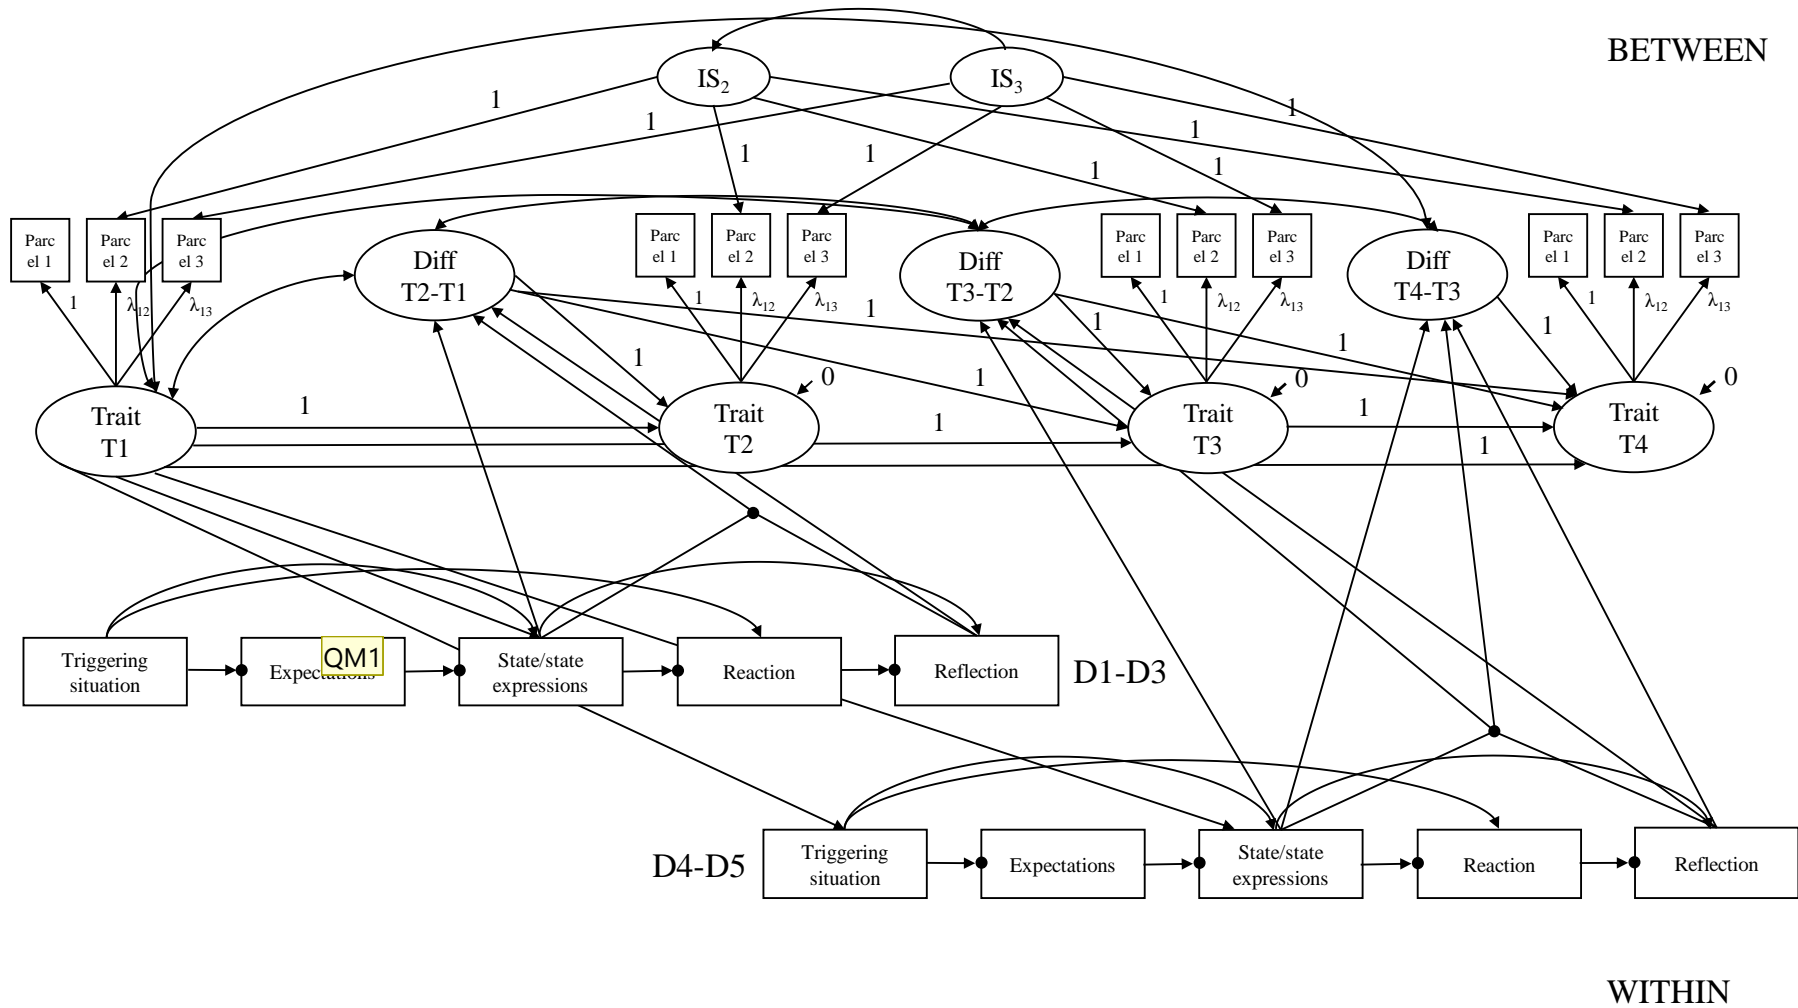 BETWEEN
IS2
IS3
1
1
1
1
1
1
1
1
Parc
el 1
Parc
el 2
Parc
el 3
Diff
T2-T1
Parc
el 1
Parc
el 2
Parc
el 3
Diff
T3-T2
Parc
el 1
Parc
el 2
Parc
el 3
Diff
T4-T3
Parc
el 1
Parc
el 2
Parc
el 3
1
λ12
λ13
1
λ12
λ13
1
1
λ12
λ13
1
λ12
λ13
1
1
1
1
1
0
0
0
Trait
T1
1
Trait
T2
1
Trait
T3
1
1
Trait
T4
Triggering
situation
QM1
State/state
expressions
Reaction
Reflection
D1-D3
D4-D5
Triggering
situation
Expectations
State/state
expressions
Reaction
Reflection
WITHIN